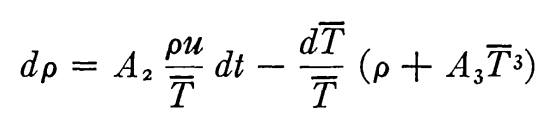 dρ = A₂ ρu/T̅ dt − dT̅/T̅ (ρ + A₃T̅³)